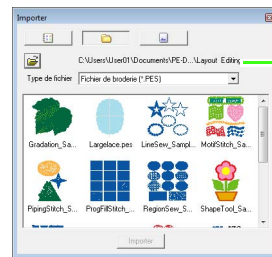 Importer
C:\Users\User01\Documents\PE-D...\Layout Editing
Type de fichier
Fichier de broderie (*.PES)
Gradation_Sa... Largelace.pes LineSew_Sampl... MotifStitch_Sa...
PipingStitch_S... ProgFillStitch_... RegionSew_S... ShapeTool_Sa...
Importer